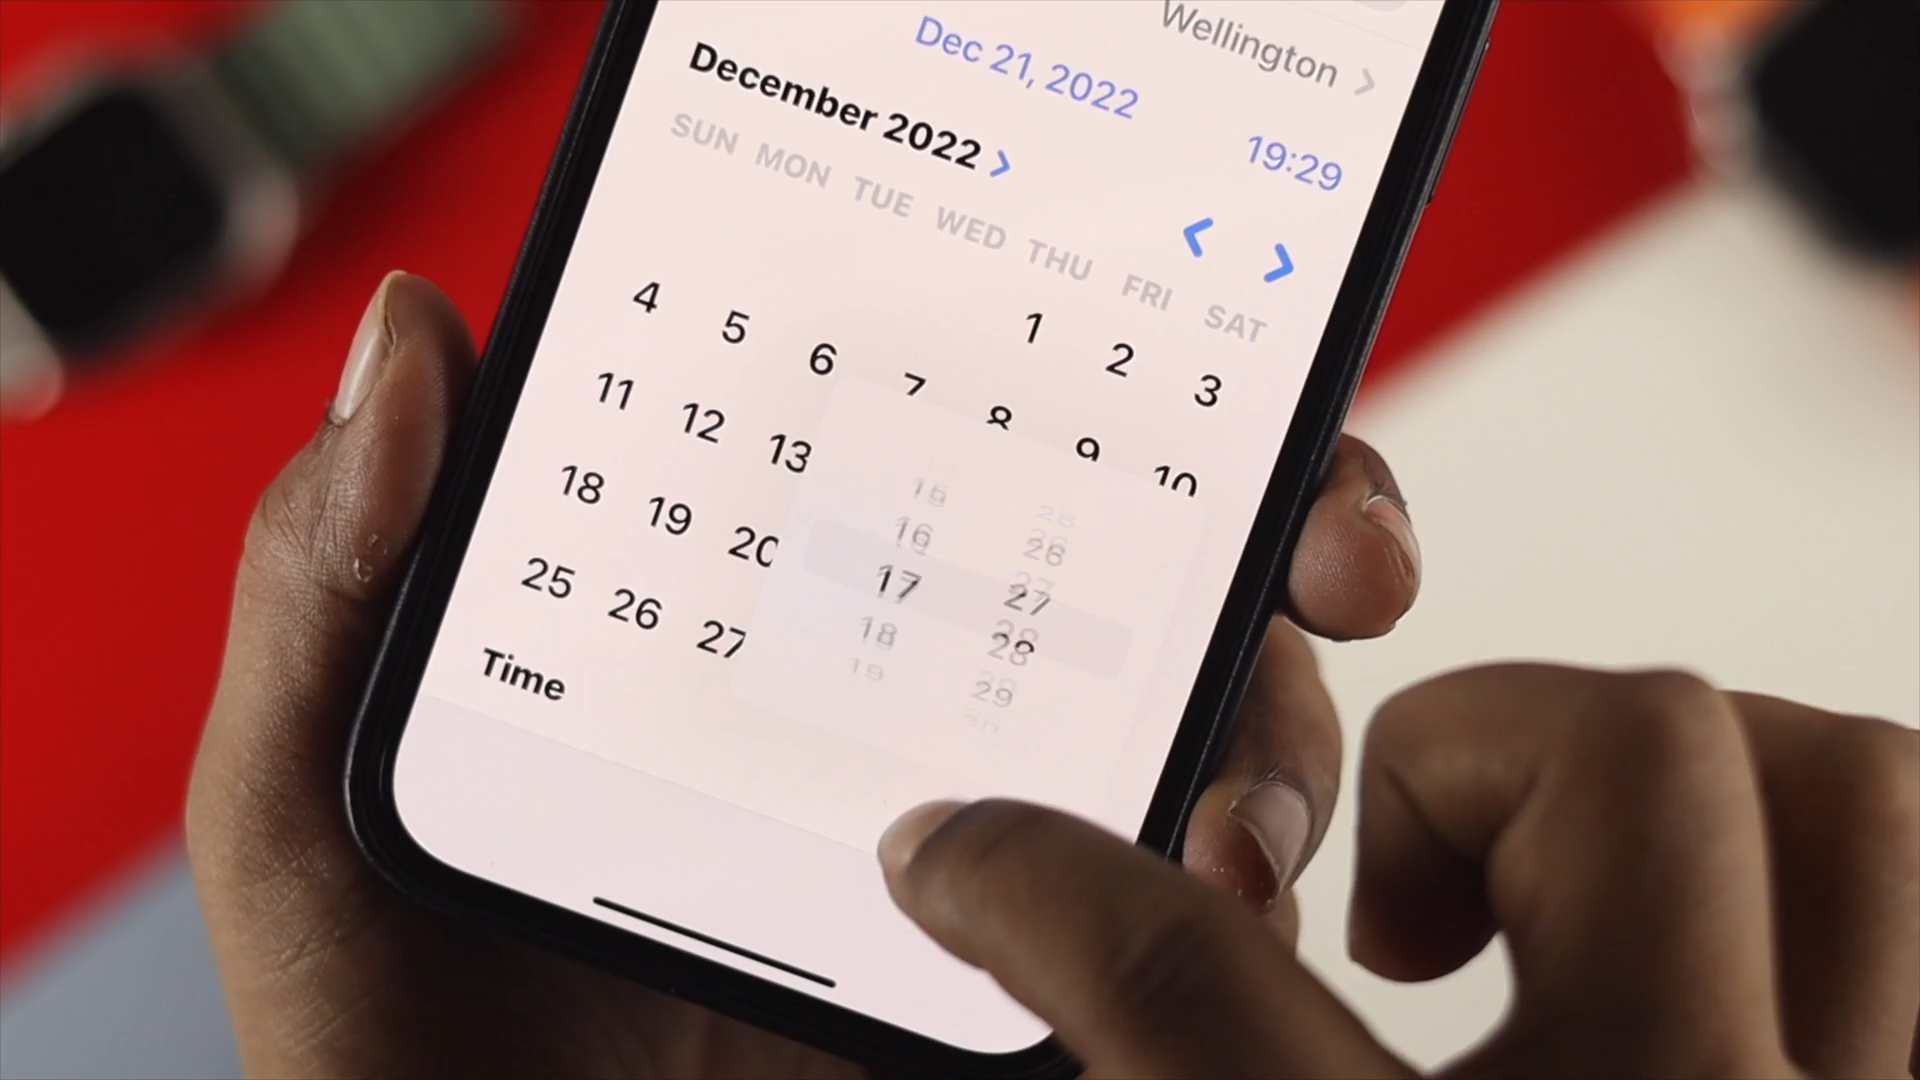 Wellington >
Dec 21, 2022
19:29
December 2022 >
< >
SUN MON TUE WED THU FRI SAT
1 2 3
4 5 6 7 8 9 10
11 12 13
18 19 20
25 26 27
16 26
17 27
18 28
19 29
Time